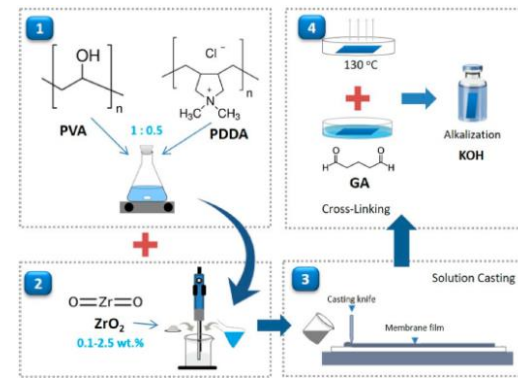 1
OH
n
PVA
Cl⁻
N
+
H₃C
CH₃
n
PDDA
1 : 0.5
2
O=Zr=O
ZrO₂
0.1-2.5 wt.%
3
Solution Casting
Casting knife
Membrane film
4
130 °C
O
H
H
O
GA
Cross-Linking
Alkalization
KOH